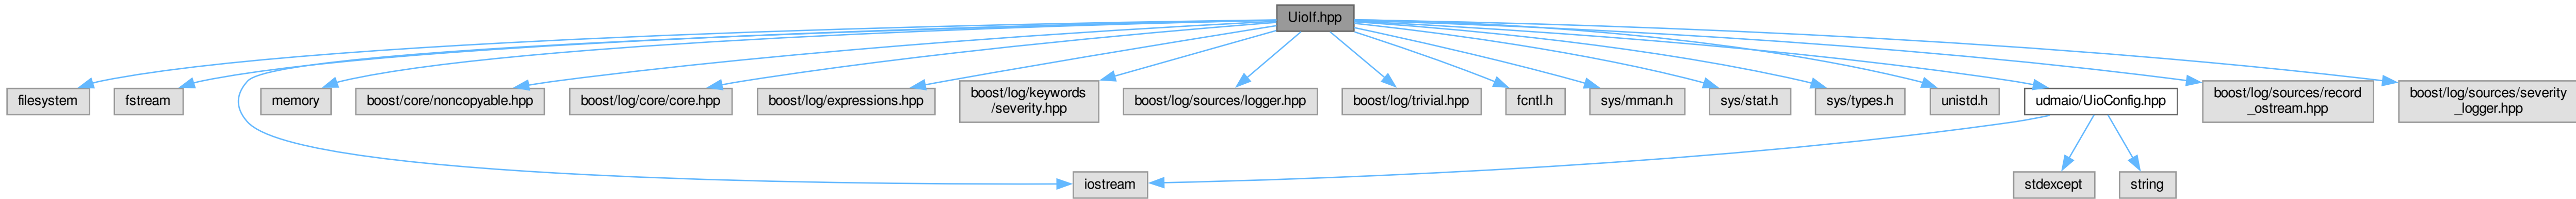 UioIf.hpp
filesystem
fstream
memory
boost/core/noncopyable.hpp
boost/log/core/core.hpp
boost/log/expressions.hpp
boost/log/keywords
/severity.hpp
boost/log/sources/logger.hpp
boost/log/trivial.hpp
fcntl.h
sys/mman.h
sys/stat.h
sys/types.h
unistd.h
udmaio/UioConfig.hpp
boost/log/sources/record
_ostream.hpp
boost/log/sources/severity
_logger.hpp
iostream
stdexcept
string